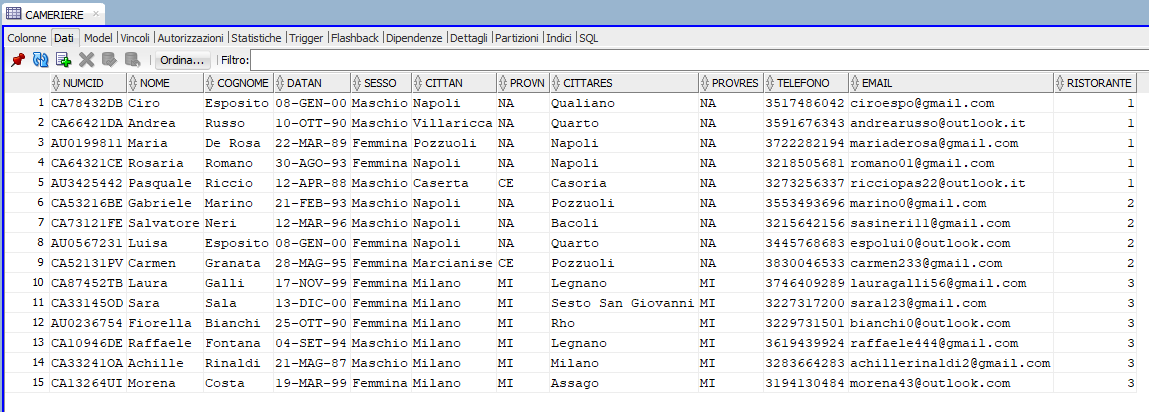 CAMERIERE
Colonne Dati Model Vincoli Autorizzazioni Statistiche Trigger Flashback Dipendenze Dettagli Partizioni Indici SQL
Ordina... Filtro:
NUMCID NOME COGNOME DATAN SESSO CITTAN PROVN CITTARES PROVRES TELEFONO EMAIL RISTORANTE
1 CA78432DB Ciro Esposito 08-GEN-00 Maschio Napoli NA Qualiano NA 3517486042 ciroespo@gmail.com 1
2 CA66421DA Andrea Russo 10-OTT-90 Maschio Villaricca NA Quarto NA 3591676343 andrearusso@outlook.it 1
3 AU0199811 Maria De Rosa 22-MAR-89 Femmina Pozzuoli NA Napoli NA 3722282194 mariaderosa@gmail.com 1
4 CA64321CE Rosaria Romano 30-AGO-93 Femmina Napoli NA Napoli NA 3218505681 romano01@gmail.com 1
5 AU3425442 Pasquale Riccio 12-APR-88 Maschio Caserta CE Casoria NA 3273256337 ricciopas22@outlook.it 1
6 CA53216BE Gabriele Marino 21-FEB-93 Maschio Napoli NA Pozzuoli NA 3553493696 marino0@gmail.com 2
7 CA73121FE Salvatore Neri 12-MAR-96 Maschio Napoli NA Bacoli NA 3215642156 sasineri11@gmail.com 2
8 AU0567231 Luisa Esposito 08-GEN-00 Femmina Napoli NA Quarto NA 3445768683 espolui0@outlook.com 2
9 CA52131PV Carmen Granata 28-MAG-95 Femmina Marcianise CE Pozzuoli NA 3830046533 carmen233@gmail.com 2
10 CA87452TB Laura Galli 17-NOV-99 Femmina Milano MI Legnano MI 3746409289 lauragalli56@gmail.com 3
11 CA33145OD Sara Sala 13-DIC-00 Femmina Milano MI Sesto San Giovanni MI 3227317200 sara123@gmail.com 3
12 AU0236754 Fiorella Bianchi 25-OTT-90 Femmina Milano MI Rho MI 3229731501 bianchi0@outlook.com 3
13 CA10946DE Raffaele Fontana 04-SET-94 Maschio Milano MI Legnano MI 3619439924 raffaele444@gmail.com 3
14 CA33241OA Achille Rinaldi 21-MAG-87 Maschio Milano MI Milano MI 3283664283 achillerinaldi2@gmail.com 3
15 CA13264UI Morena Costa 19-MAR-99 Femmina Milano MI Assago MI 3194130484 morena43@outlook.com 3